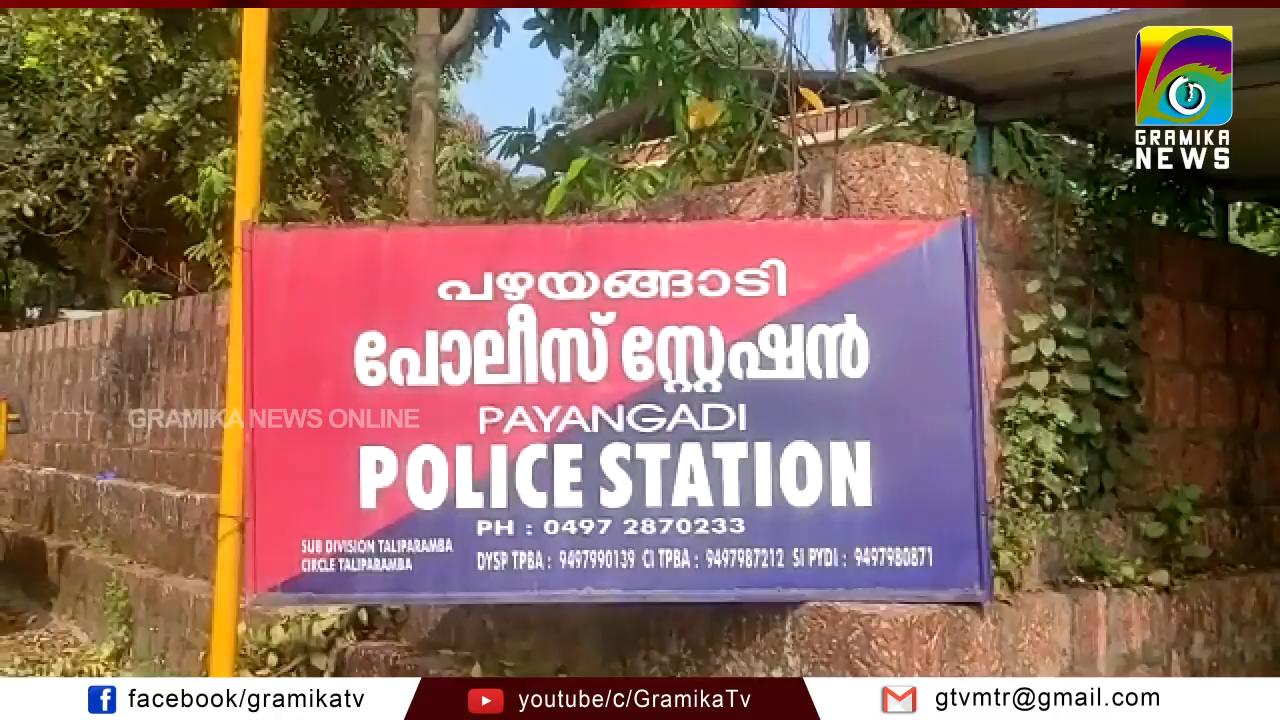 GRAMIKA
NEWS
പഴയങ്ങാടി
പോലീസ് സ്റ്റേഷൻ
GRAMIKA NEWS ONLINE
PAYANGADI
POLICE STATION
PH : 0497 2870233
SUB DIVISION TALIPARAMBA
CIRCLE TALIPARAMBA
DYSP TPBA : 9497990139 CI TPBA : 9497987212 SI PYDI : 9497980871
facebook/gramikatv
youtube/c/GramikaTv
gtvmtr@gmail.com